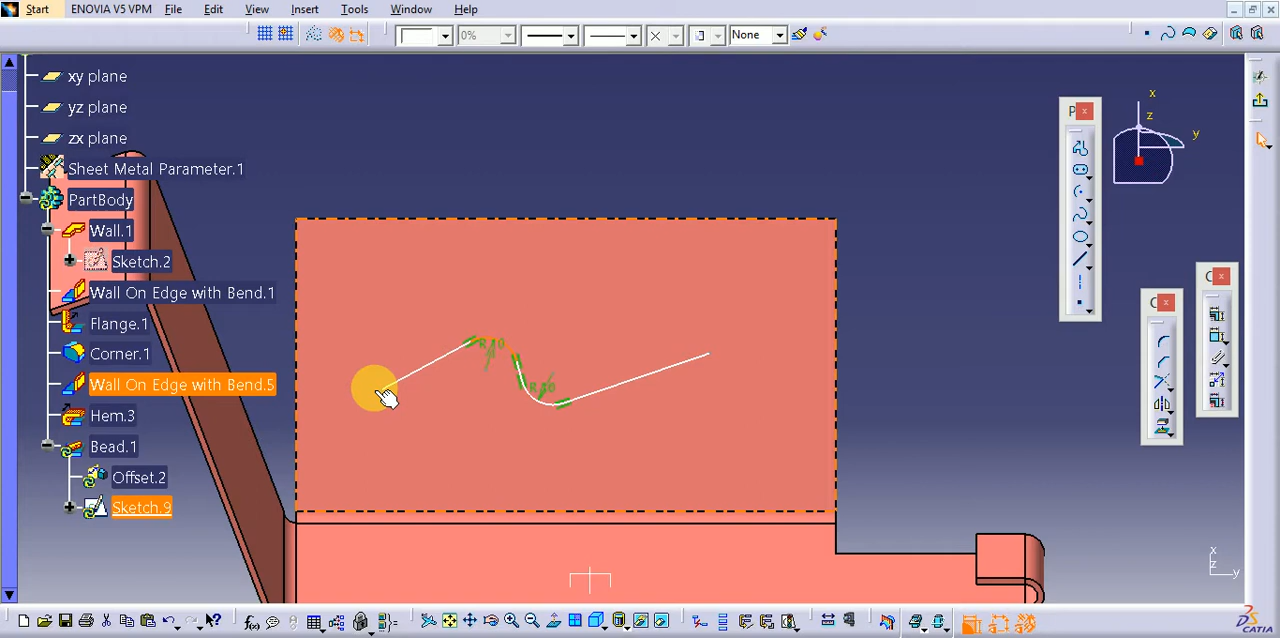 Start ENOVIA V5 VPM File Edit View Insert Tools Window Help
0% None
xy plane
yz plane
zx plane
Sheet Metal Parameter.1
PartBody
Wall.1
Sketch.2
Wall On Edge with Bend.1
Flange.1
Corner.1
Wall On Edge with Bend.5
Hem.3
Bead.1
Offset.2
Sketch.9
R 10
R 10
P
C
C
x
z
y
x
z
y
CATIA